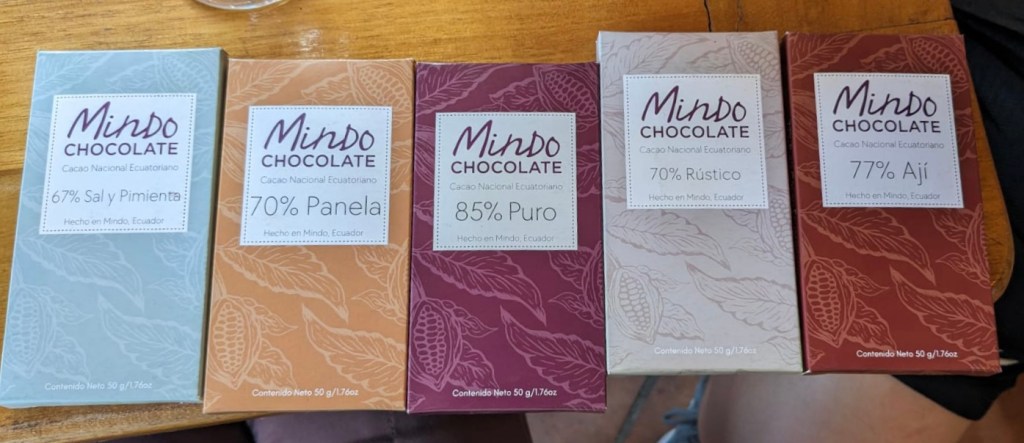 Mindo
CHOCOLATE
Cacao Nacional Ecuatoriano
67% Sal y Pimienta
Hecho en Mindo, Ecuador
Contenido Neto 50 g/1.76oz
Mindo
CHOCOLATE
Cacao Nacional Ecuatoriano
70% Panela
Hecho en Mindo, Ecuador
Contenido Neto 50 g/1.76oz
Mindo
CHOCOLATE
Cacao Nacional Ecuatoriano
85% Puro
Hecho en Mindo, Ecuador
Contenido Neto 50 g/1.76oz
Mindo
CHOCOLATE
Cacao Nacional Ecuatoriano
70% Rústico
Hecho en Mindo, Ecuador
Contenido Neto 50 g/1.76oz
Mindo
CHOCOLATE
Cacao Nacional Ecuatoriano
77% Ají
Hecho en Mindo, Ecuador
Contenido Neto 50 g/1.76oz